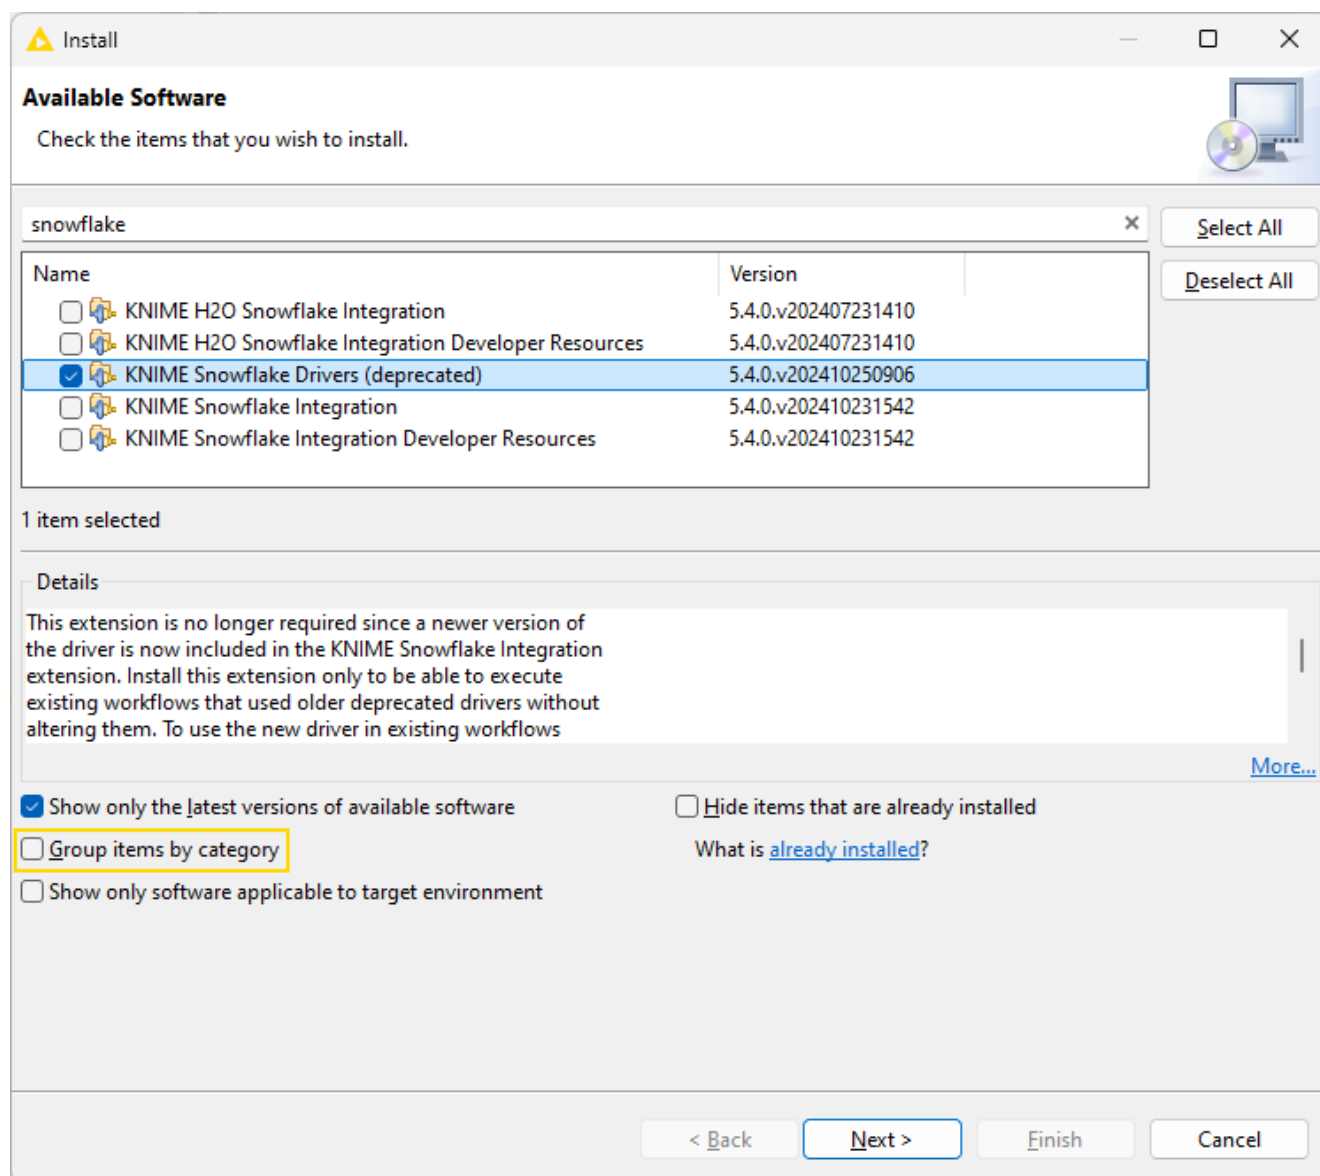 Install
Available Software
Check the items that you wish to install.
snowflake
Select All
Deselect All
Name Version
KNIME H2O Snowflake Integration 5.4.0.v202407231410
KNIME H2O Snowflake Integration Developer Resources 5.4.0.v202407231410
KNIME Snowflake Drivers (deprecated) 5.4.0.v202410250906
KNIME Snowflake Integration 5.4.0.v202410231542
KNIME Snowflake Integration Developer Resources 5.4.0.v202410231542
1 item selected
Details
This extension is no longer required since a newer version of
the driver is now included in the KNIME Snowflake Integration
extension. Install this extension only to be able to execute
existing workflows that used older deprecated drivers without
altering them. To use the new driver in existing workflows
More...
Show only the latest versions of available software Hide items that are already installed
Group items by category What is already installed?
Show only software applicable to target environment
< Back Next > Finish Cancel